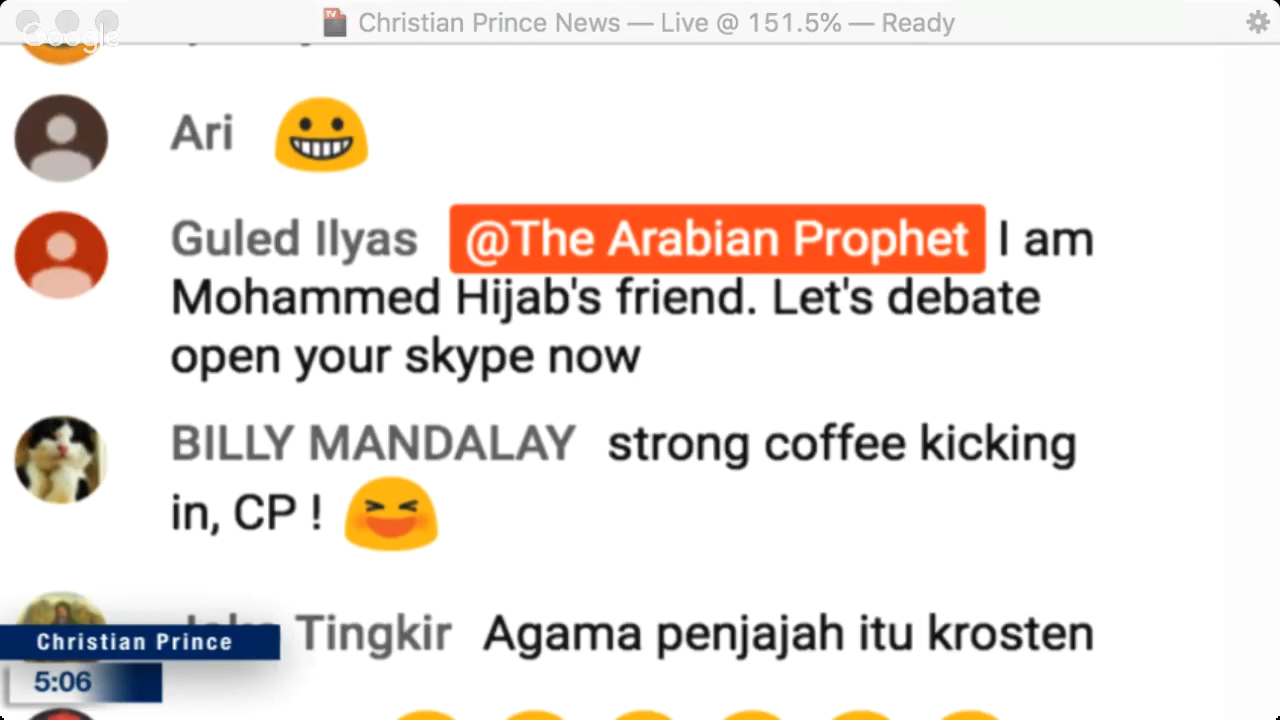 Christian Prince News — Live @ 151.5% — Ready
Google
Ari
Guled Ilyas @The Arabian Prophet I am
Mohammed Hijab's friend. Let's debate
open your skype now
BILLY MANDALAY strong coffee kicking
in, CP !
Tingkir Agama penjajah itu krosten
Christian Prince
5:06